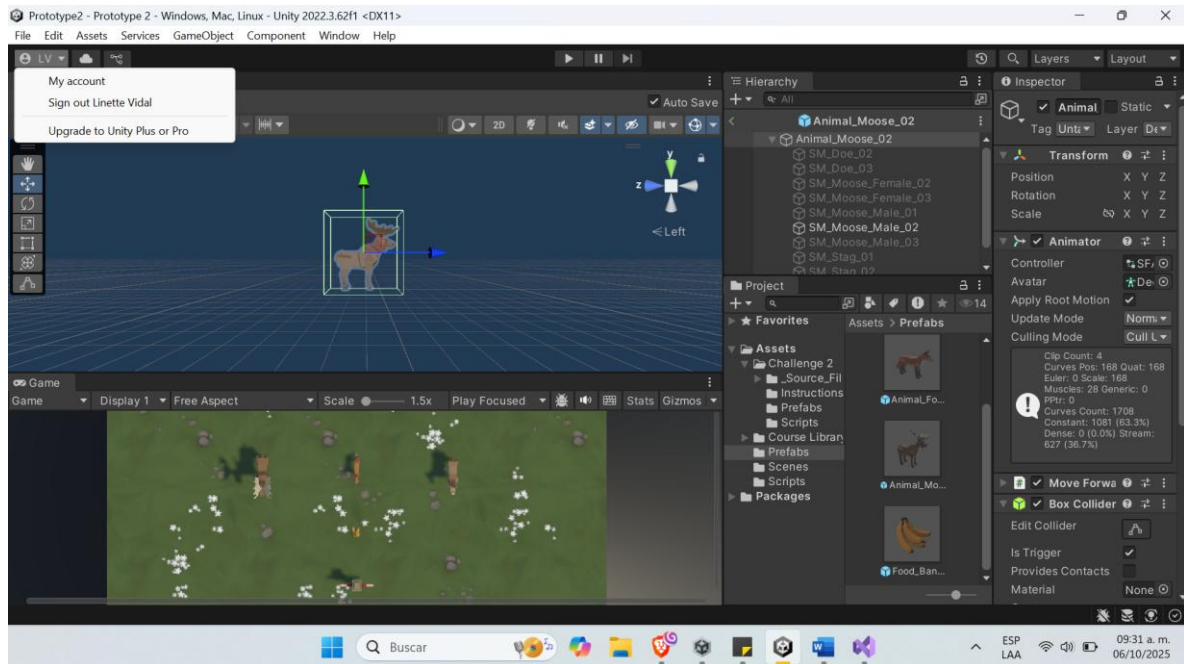 Prototype2 - Prototype 2 - Windows, Mac, Linux - Unity 2022.3.62f1 <DX11>
File Edit Assets Services GameObject Component Window Help
LV
Layers Layout
My account
Sign out Linette Vidal
Upgrade to Unity Plus or Pro
Auto Save
2D
y
z
Left
Hierarchy
All
Animal_Moose_02
Animal_Moose_02
SM_Doe_02
SM_Doe_03
SM_Moose_Female_02
SM_Moose_Female_03
SM_Moose_Male_01
SM_Moose_Male_02
SM_Moose_Male_03
SM_Stag_01
SM_Stag_02
Project
14
Favorites
Assets > Prefabs
Assets
Challenge 2
_Source_Fil
Instructions
Prefabs
Scripts
Course Library
Prefabs
Scenes
Scripts
Packages
Animal_Fo...
Animal_Mo...
Food_Ban...
Inspector
Animal Static
Tag Unta Layer De
Transform
Position X Y Z
Rotation X Y Z
Scale X Y Z
Animator
Controller SF
Avatar De
Apply Root Motion
Update Mode Norm
Culling Mode Cull
Clip Count: 4
Curves Pos: 168 Quat: 168
Euler: 0 Scale: 168
Muscles: 28 Generic: 0
PPtr: 0
Curves Count: 1708
Constant: 1081 (63.3%)
Dense: 0 (0.0%) Stream:
627 (36.7%)
Move Forwa
Box Collider
Edit Collider
Is Trigger
Provides Contacts
Material None
Game
Game Display 1 Free Aspect Scale 1.5x Play Focused Stats Gizmos
Buscar
ESP
LAA
09:31 a. m.
06/10/2025